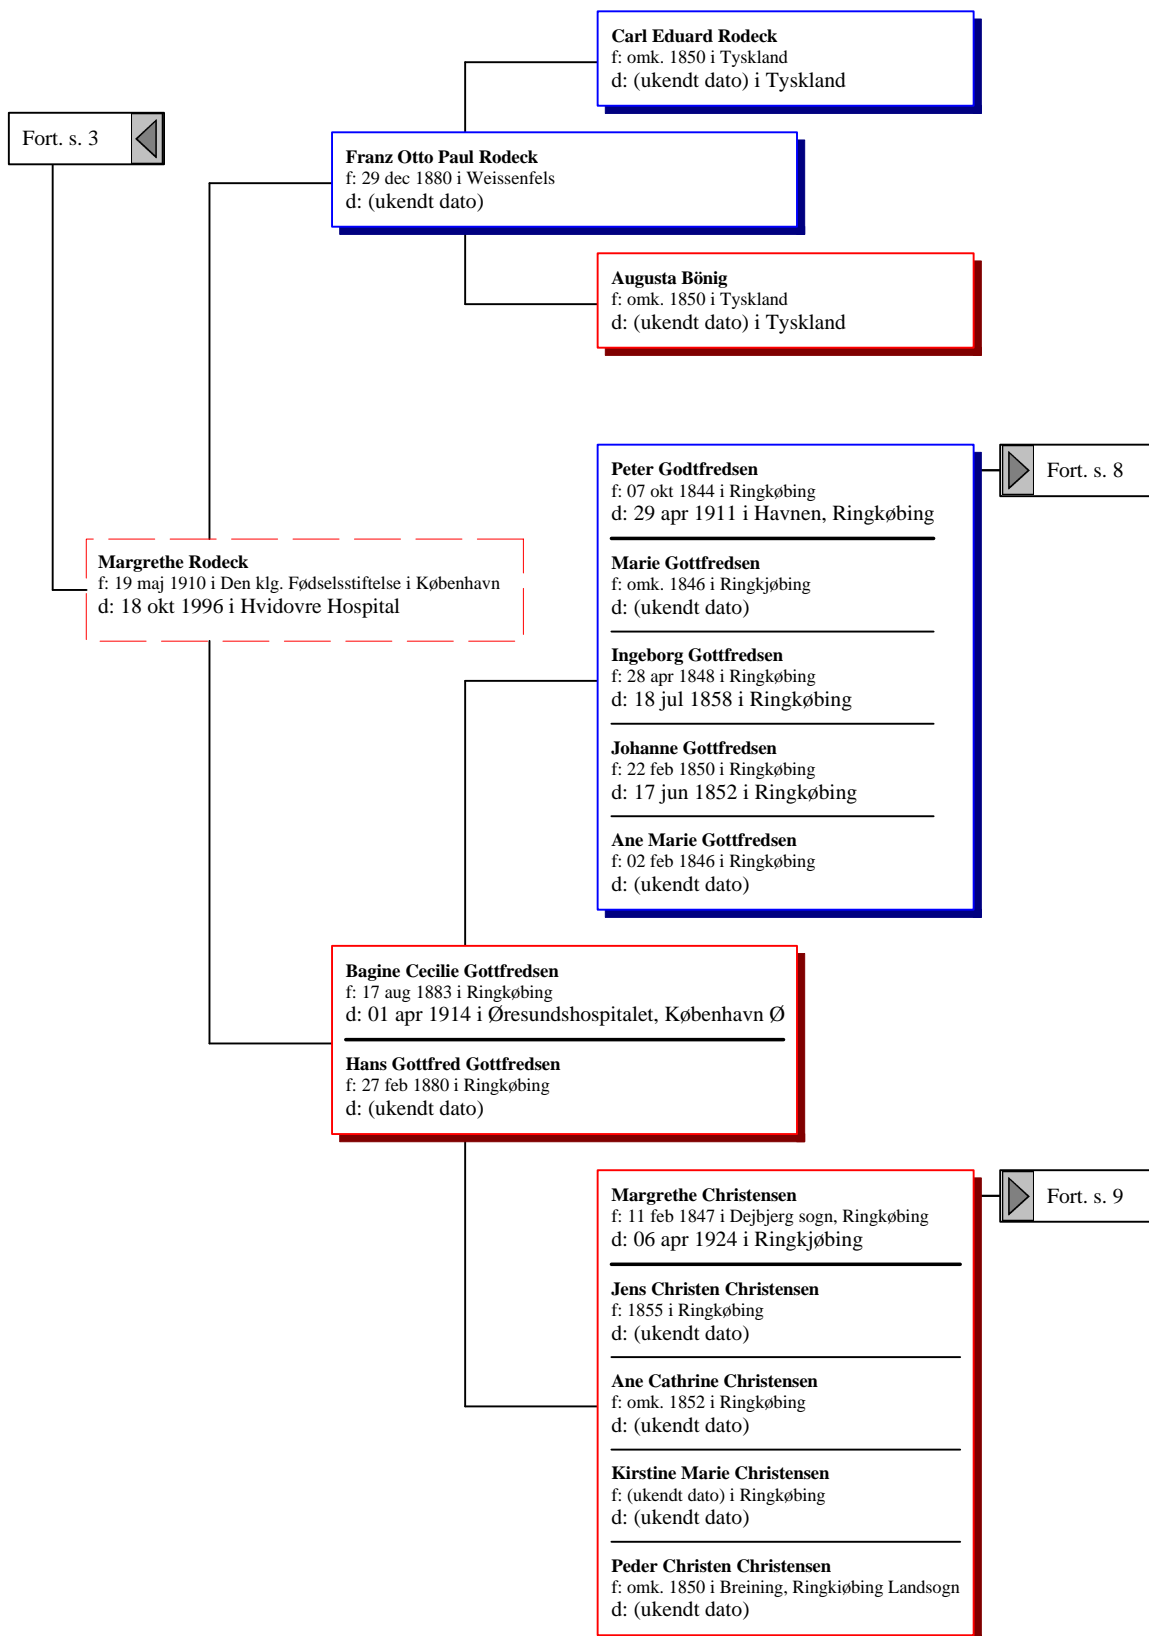 Carl Eduard Rodeck
f: omk. 1850 i Tyskland
d: (ukendt dato) i Tyskland
Fort. s. 3
Franz Otto Paul Rodeck
f: 29 dec 1880 i Weissenfels
d: (ukendt dato)
Augusta Bönig
f: omk. 1850 i Tyskland
d: (ukendt dato) i Tyskland
Peter Godtfredsen
f: 07 okt 1844 i Ringkøbing
d: 29 apr 1911 i Havnen, Ringkøbing
Fort. s. 8
Marie Gottfredsen
f: omk. 1846 i Ringkjøbing
d: (ukendt dato)
Ingeborg Gottfredsen
f: 28 apr 1848 i Ringkøbing
d: 18 jul 1858 i Ringkøbing
Johanne Gottfredsen
f: 22 feb 1850 i Ringkøbing
d: 17 jun 1852 i Ringkøbing
Ane Marie Gottfredsen
f: 02 feb 1846 i Ringkøbing
d: (ukendt dato)
Margrethe Rodeck
f: 19 maj 1910 i Den klg. Fødselsstiftelse i København
d: 18 okt 1996 i Hvidovre Hospital
Bagine Cecilie Gottfredsen
f: 17 aug 1883 i Ringkøbing
d: 01 apr 1914 i Øresundshospitalet, København Ø
Hans Gottfred Gottfredsen
f: 27 feb 1880 i Ringkøbing
d: (ukendt dato)
Margrethe Christensen
f: 11 feb 1847 i Dejbjerg sogn, Ringkøbing
d: 06 apr 1924 i Ringkjøbing
Fort. s. 9
Jens Christen Christensen
f: 1855 i Ringkøbing
d: (ukendt dato)
Ane Cathrine Christensen
f: omk. 1852 i Ringkøbing
d: (ukendt dato)
Kirstine Marie Christensen
f: (ukendt dato) i Ringkøbing
d: (ukendt dato)
Peder Christen Christensen
f: omk. 1850 i Breining, Ringkiøbing Landsogn
d: (ukendt dato)